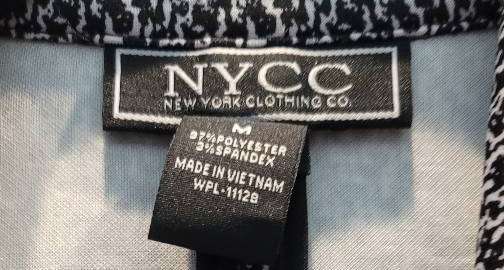 NYCC
NEW YORK CLOTHING CO.
M
97% POLYESTER
3% SPANDEX
MADE IN VIETNAM
WPL-11128